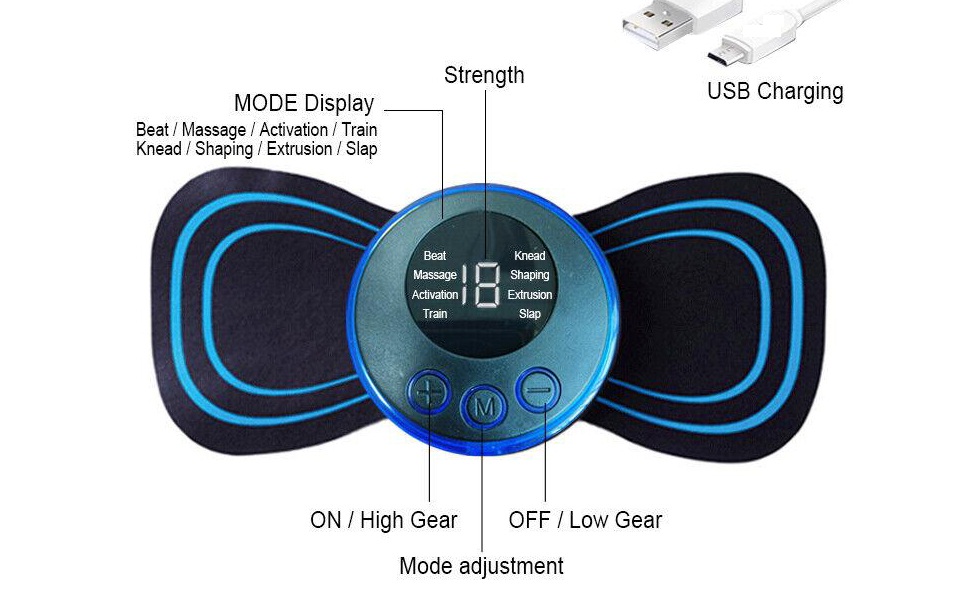 Strength
USB Charging
MODE Display
Beat / Massage / Activation / Train
Knead / Shaping / Extrusion / Slap
Beat
Massage
Activation
Train
18
Knead
Shaping
Extrusion
Slap
M
ON / High Gear
OFF / Low Gear
Mode adjustment